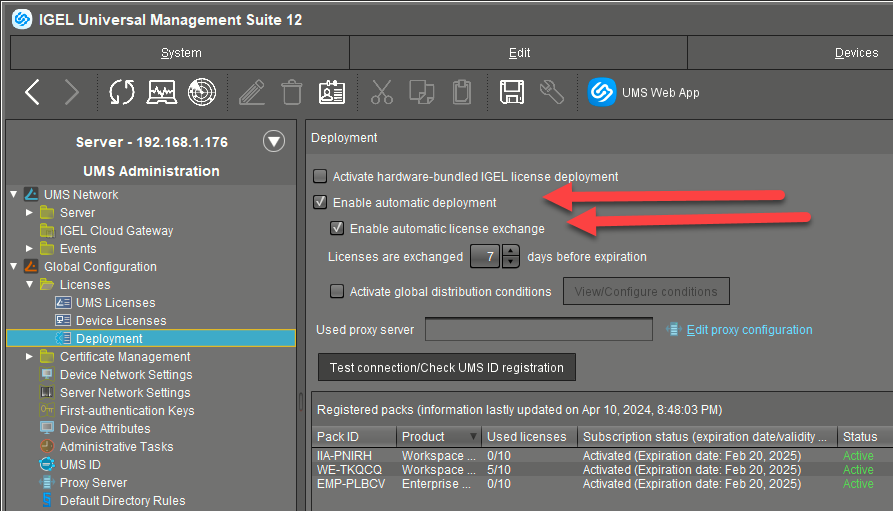 IGEL Universal Management Suite 12
System Edit Devices
UMS Web App
Server - 192.168.1.176
UMS Administration
UMS Network
Server
IGEL Cloud Gateway
Events
Global Configuration
Licenses
UMS Licenses
Device Licenses
Deployment
Certificate Management
Device Network Settings
Server Network Settings
First-authentication Keys
Device Attributes
Administrative Tasks
UMS ID
Proxy Server
Default Directory Rules
Deployment
Activate hardware-bundled IGEL license deployment
Enable automatic deployment
Enable automatic license exchange
Licenses are exchanged 7 days before expiration
Activate global distribution conditions View/Configure conditions
Used proxy server Edit proxy configuration
Test connection/Check UMS ID registration
Registered packs (information lastly updated on Apr 10, 2024, 8:48:03 PM)
Pack ID Product Used licenses Subscription status (expiration date/validity ... Status
IIA-PNIRH Workspace ... 0/10 Activated (Expiration date: Feb 20, 2025) Active
WE-TKQCQ Workspace ... 5/10 Activated (Expiration date: Feb 20, 2025) Active
EMP-PLBCV Enterprise ... 0/10 Activated (Expiration date: Feb 20, 2025) Active